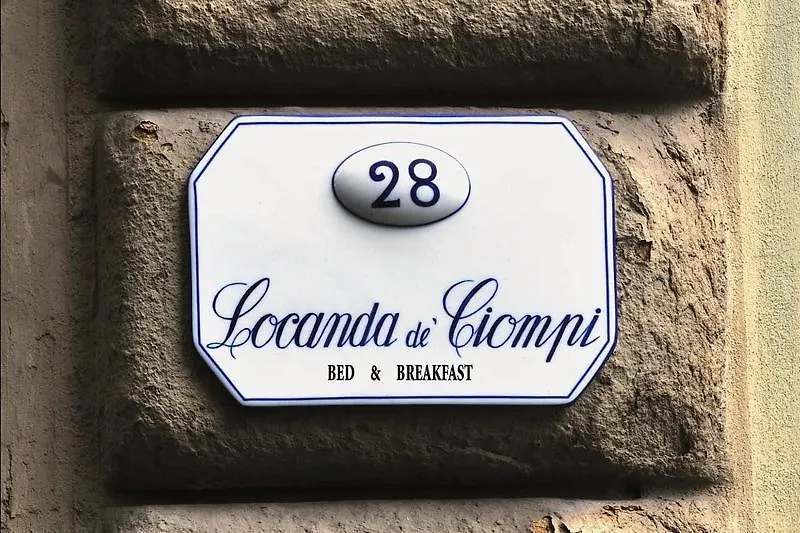 28
Locanda de' Ciompi
BED & BREAKFAST